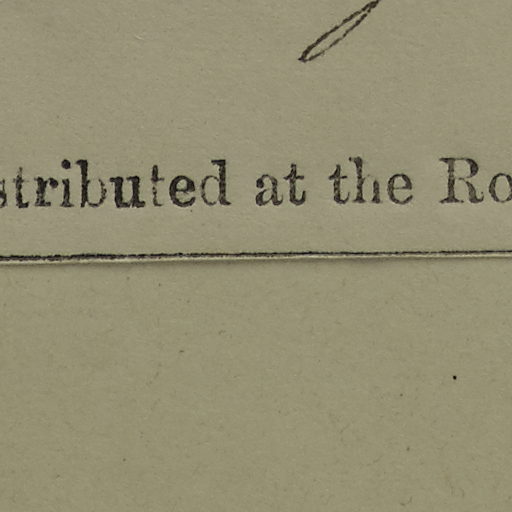 stributed at the Ro